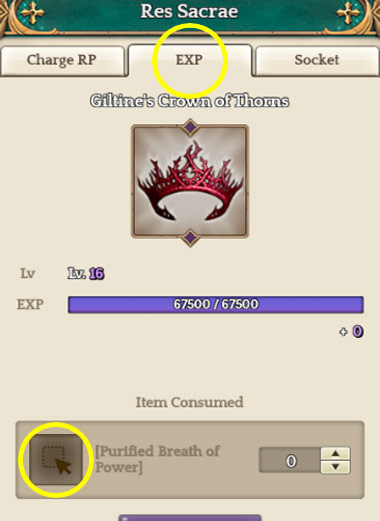 Res Sacrae
Charge RP EXP Socket
Giltine's Crown of Thorns
Lv Lv. 16
EXP 67500 / 67500
+ 0
Item Consumed
[Purified Breath of
Power] 0